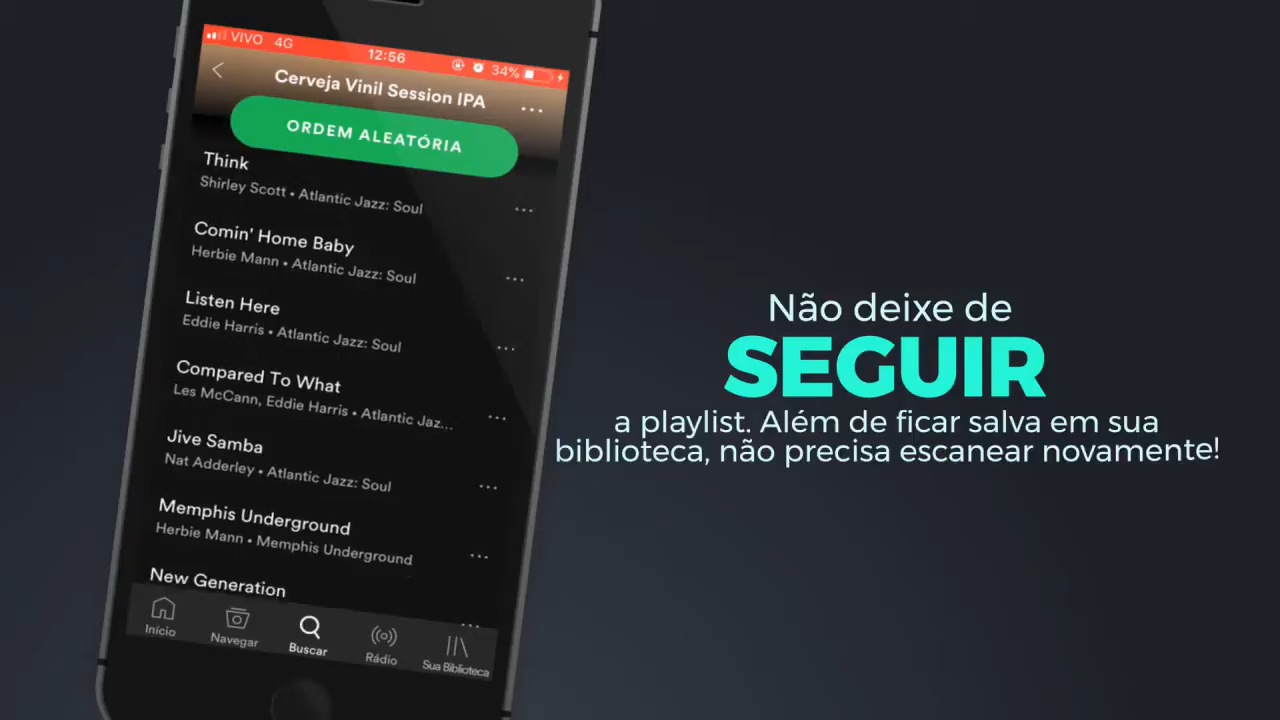 VIVO 4G 12:56 34%
Cerveja Vinil Session IPA
ORDEM ALEATÓRIA
Think
Shirley Scott • Atlantic Jazz: Soul
Comin' Home Baby
Herbie Mann • Atlantic Jazz: Soul
Listen Here
Eddie Harris • Atlantic Jazz: Soul
Compared To What
Les McCann, Eddie Harris • Atlantic Jaz...
Jive Samba
Nat Adderley • Atlantic Jazz: Soul
Memphis Underground
Herbie Mann • Memphis Underground
New Generation
Início Navegar Buscar Rádio Sua Biblioteca
Não deixe de
SEGUIR
a playlist. Além de ficar salva em sua
biblioteca, não precisa escanear novamente!